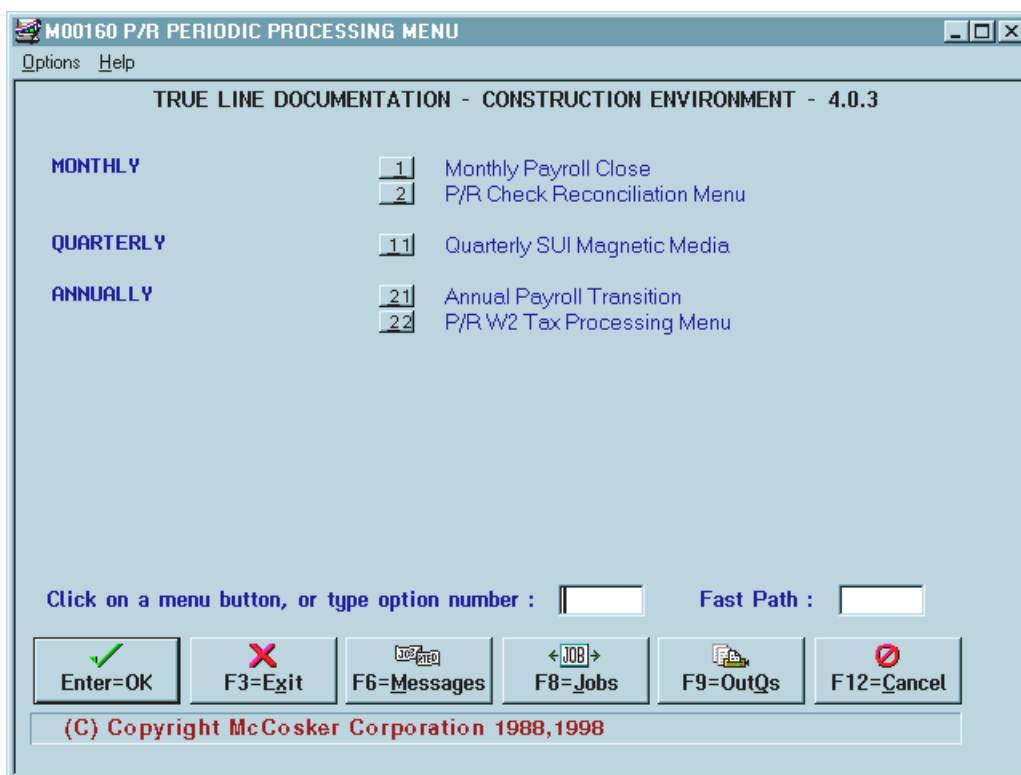 M00160 P/R PERIODIC PROCESSING MENU
Options Help
TRUE LINE DOCUMENTATION - CONSTRUCTION ENVIRONMENT - 4.0.3
MONTHLY 1 Monthly Payroll Close
2 P/R Check Reconciliation Menu
QUARTERLY 11 Quarterly SUI Magnetic Media
ANNUALLY 21 Annual Payroll Transition
22 P/R W2 Tax Processing Menu
Click on a menu button, or type option number : Fast Path :
JOB JOB
Enter=OK F3=Exit F6=Messages F8=Jobs F9=OutQs F12=Cancel
(C) Copyright McCosker Corporation 1988,1998